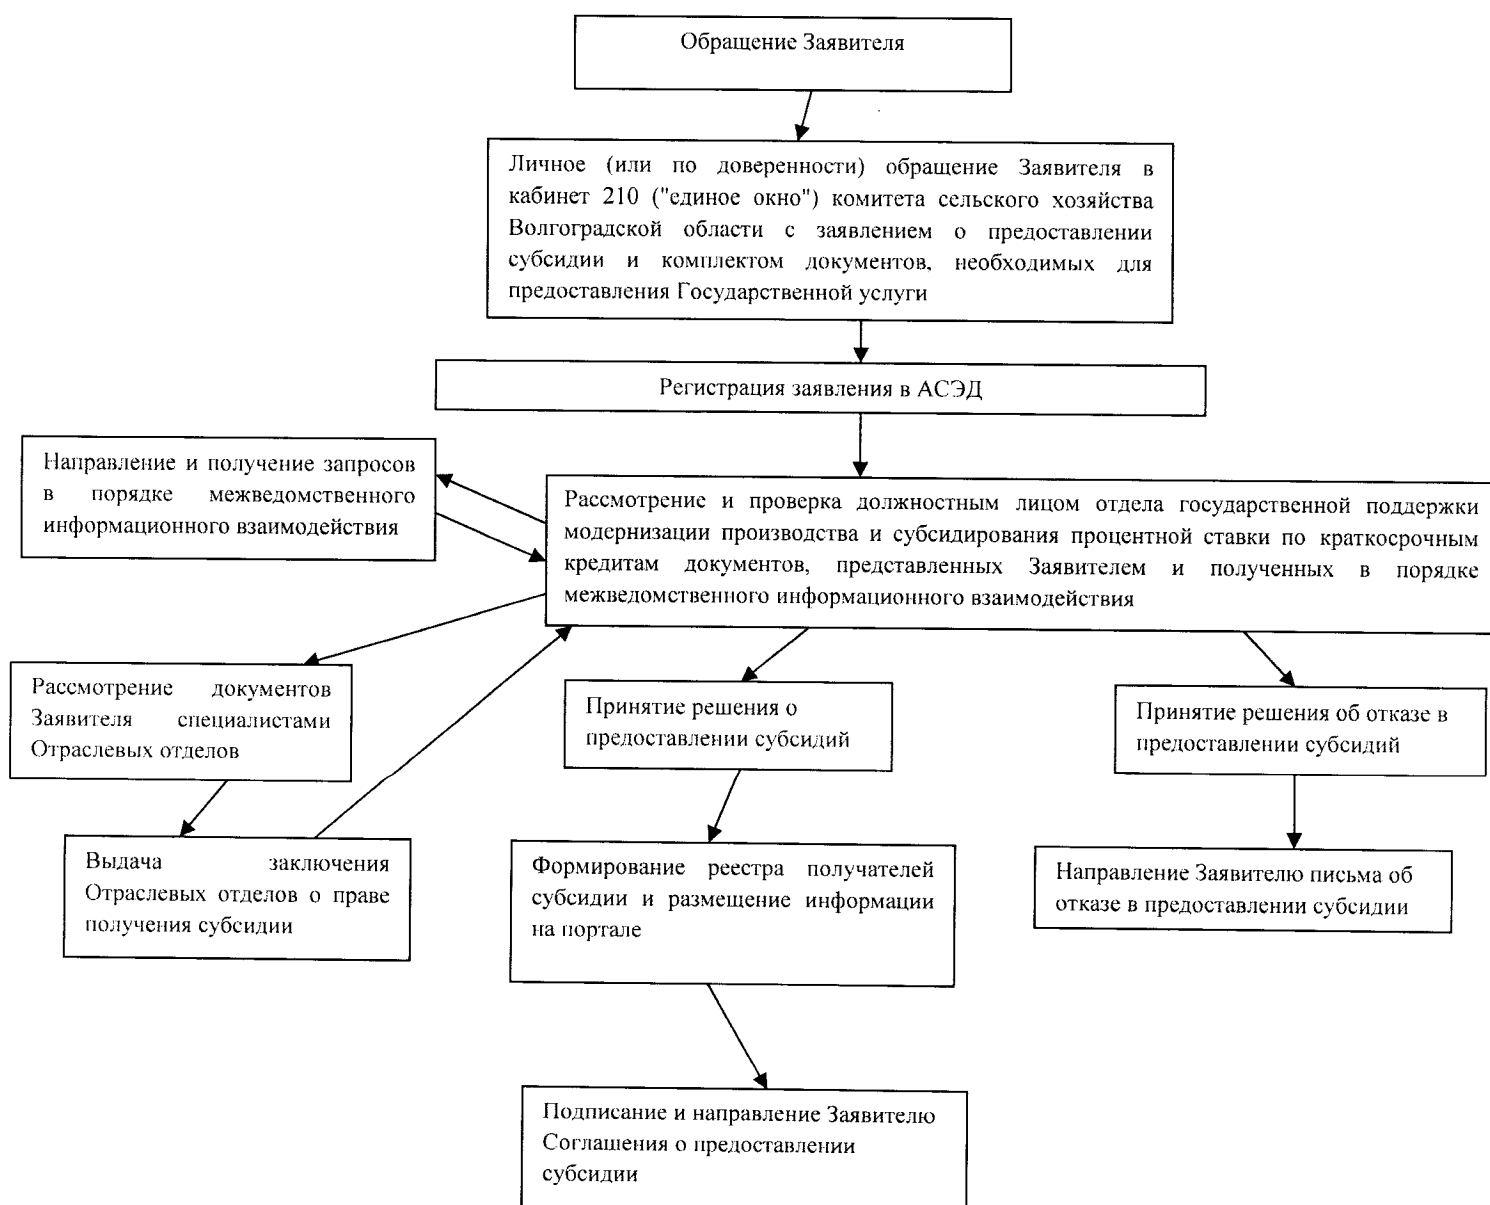 Обращение Заявителя
Личное (или по доверенности) обращение Заявителя в
кабинет 210 ("единое окно") комитета сельского хозяйства
Волгоградской области с заявлением о предоставлении
субсидии и комплектом документов, необходимых для
предоставления Государственной услуги
Регистрация заявления в АСЭД
Направление и получение запросов
в порядке межведомственного
информационного взаимодействия
Рассмотрение и проверка должностным лицом отдела государственной поддержки
модернизации производства и субсидирования процентной ставки по краткосрочным
кредитам документов, представленных Заявителем и полученных в порядке
межведомственного информационного взаимодействия
Рассмотрение документов
Заявителя специалистами
Отраслевых отделов
Принятие решения о
предоставлении субсидий
Принятие решения об отказе в
предоставлении субсидий
Выдача заключения
Отраслевых отделов о праве
получения субсидии
Формирование реестра получателей
субсидии и размещение информации
на портале
Направление Заявителю письма об
отказе в предоставлении субсидии
Подписание и направление Заявителю
Соглашения о предоставлении
субсидии